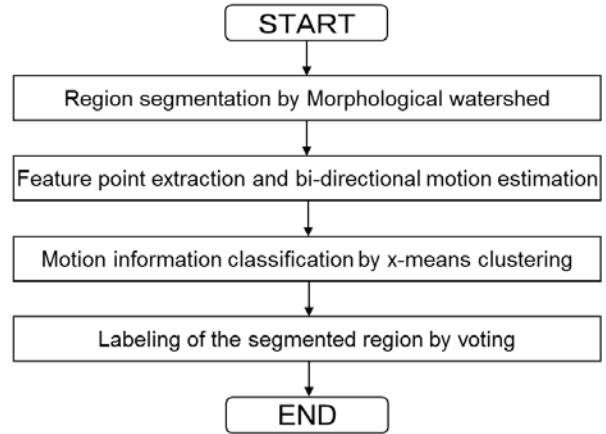 START
Region segmentation by Morphological watershed
Feature point extraction and bi-directional motion estimation
Motion information classification by x-means clustering
Labeling of the segmented region by voting
END